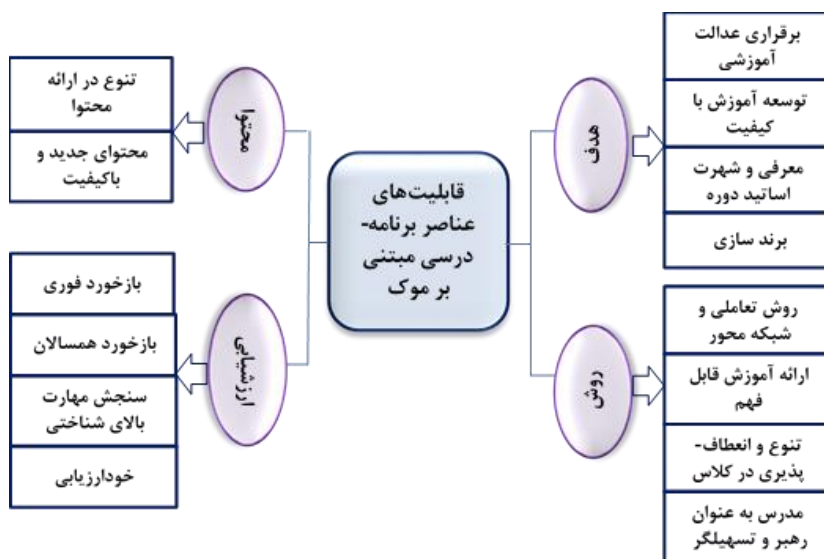 قابلیت‌های
عناصر برنامه-
درسی مبتنی
بر موک
هدف
برقراری عدالت
آموزشی
توسعه آموزش با
کیفیت
معرفی و شهرت
اساتید دوره
برند سازی
روش
روش تعاملی و
شبکه محور
ارائه آموزش قابل
فهم
تنوع و انعطاف-
پذیری در کلاس
مدرس به عنوان
رهبر و تسهیلگر
محتوا
تنوع در ارائه
محتوا
محتوای جدید و
باکیفیت
ارزشیابی
بازخورد فوری
بازخورد همسالان
سنجش مهارت
بالای شناختی
خودارزیابی